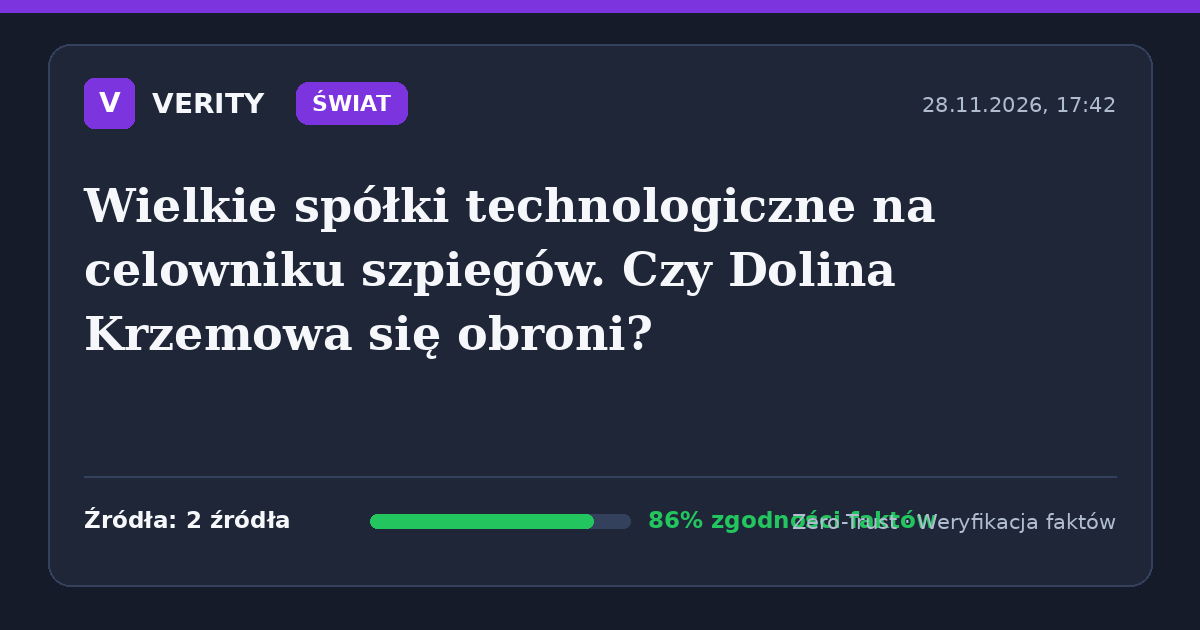 V VERITY ŚWIAT 28.11.2026, 17:42
Wielkie spółki technologiczne na
celowniku szpiegów. Czy Dolina
Krzemowa się obroni?
Źródła: 2 źródła 86% zgodności faktów Zero-Trust · Weryfikacja faktów